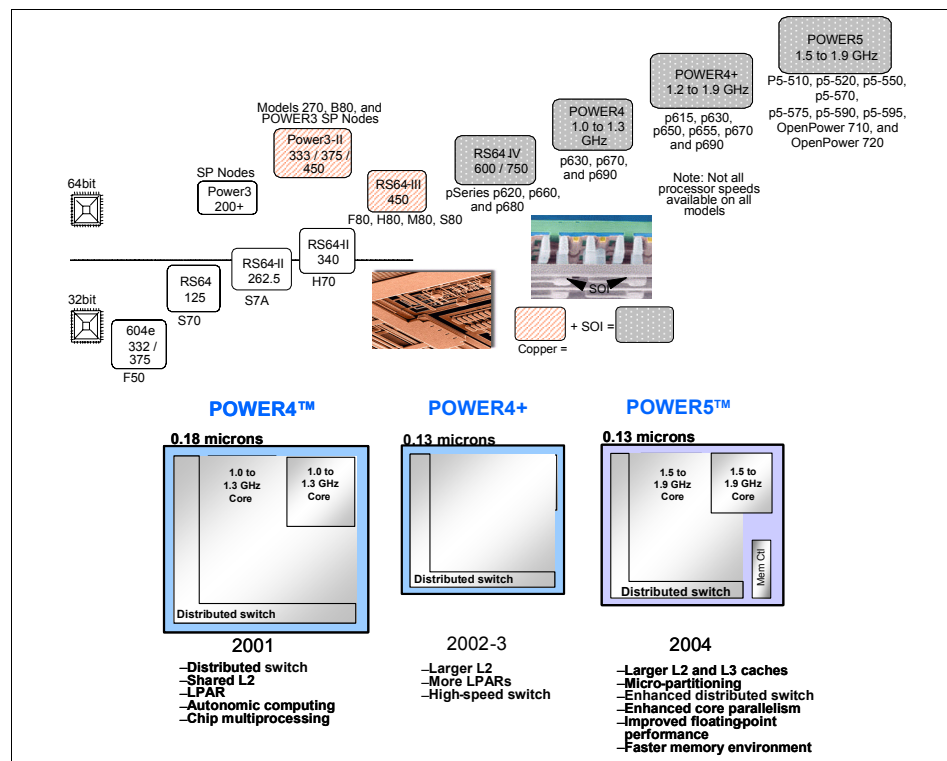 POWER5
1.5 to 1.9 GHz
P5-510, p5-520, p5-550,
p5-570,
p5-575, p5-590, p5-595,
OpenPower 710, and
OpenPower 720
POWER4+
1.2 to 1.9 GHz
p615, p630,
p650, p655, p670
and p690
Note: Not all
processor speeds
available on all
models
POWER4
1.0 to 1.3
GHz
p630, p670,
and p690
Models 270, B80, and
POWER3 SP Nodes
Power3-II
333 / 375 /
450
RS64-IV
600 / 750
pSeries p620, p660,
and p680
SP Nodes
Power3
200+
RS64-III
450
F80, H80, M80, S80
64bit
RS64-II
340
H70
RS64-II
262.5
S7A
RS64
125
S70
32bit
604e
332 /
375
F50
SOI
+ SOI =
Copper =
POWER4™
0.18 microns
1.0 to
1.3 GHz
Core
1.0 to
1.3 GHz
Core
Distributed switch
2001
–Distributed switch
–Shared L2
–LPAR
–Autonomic computing
–Chip multiprocessing
POWER4+
0.13 microns
Distributed switch
2002-3
–Larger L2
–More LPARs
–High-speed switch
POWER5™
0.13 microns
1.5 to
1.9 GHz
Core
1.5 to
1.9 GHz
Core
Mem Ctl
Distributed switch
2004
–Larger L2 and L3 caches
–Micro-partitioning
–Enhanced distributed switch
–Enhanced core parallelism
–Improved floating-point
performance
–Faster memory environment